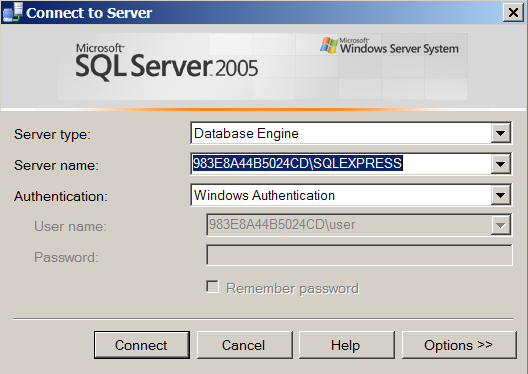 Connect to Server
Microsoft®
SQL Server™ 2005
Microsoft®
Windows Server System
Server type: Database Engine
Server name: 983E8A44B5024CD\SQLEXPRESS
Authentication: Windows Authentication
User name: 983E8A44B5024CD\user
Password:
Remember password
Connect Cancel Help Options >>